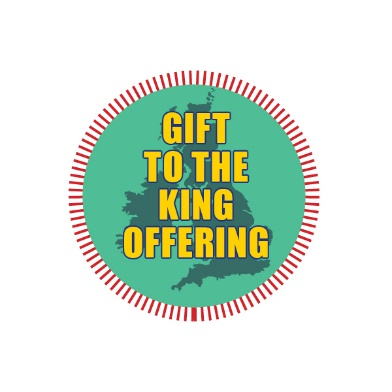 GIFT
TO THE
KING
OFFERING